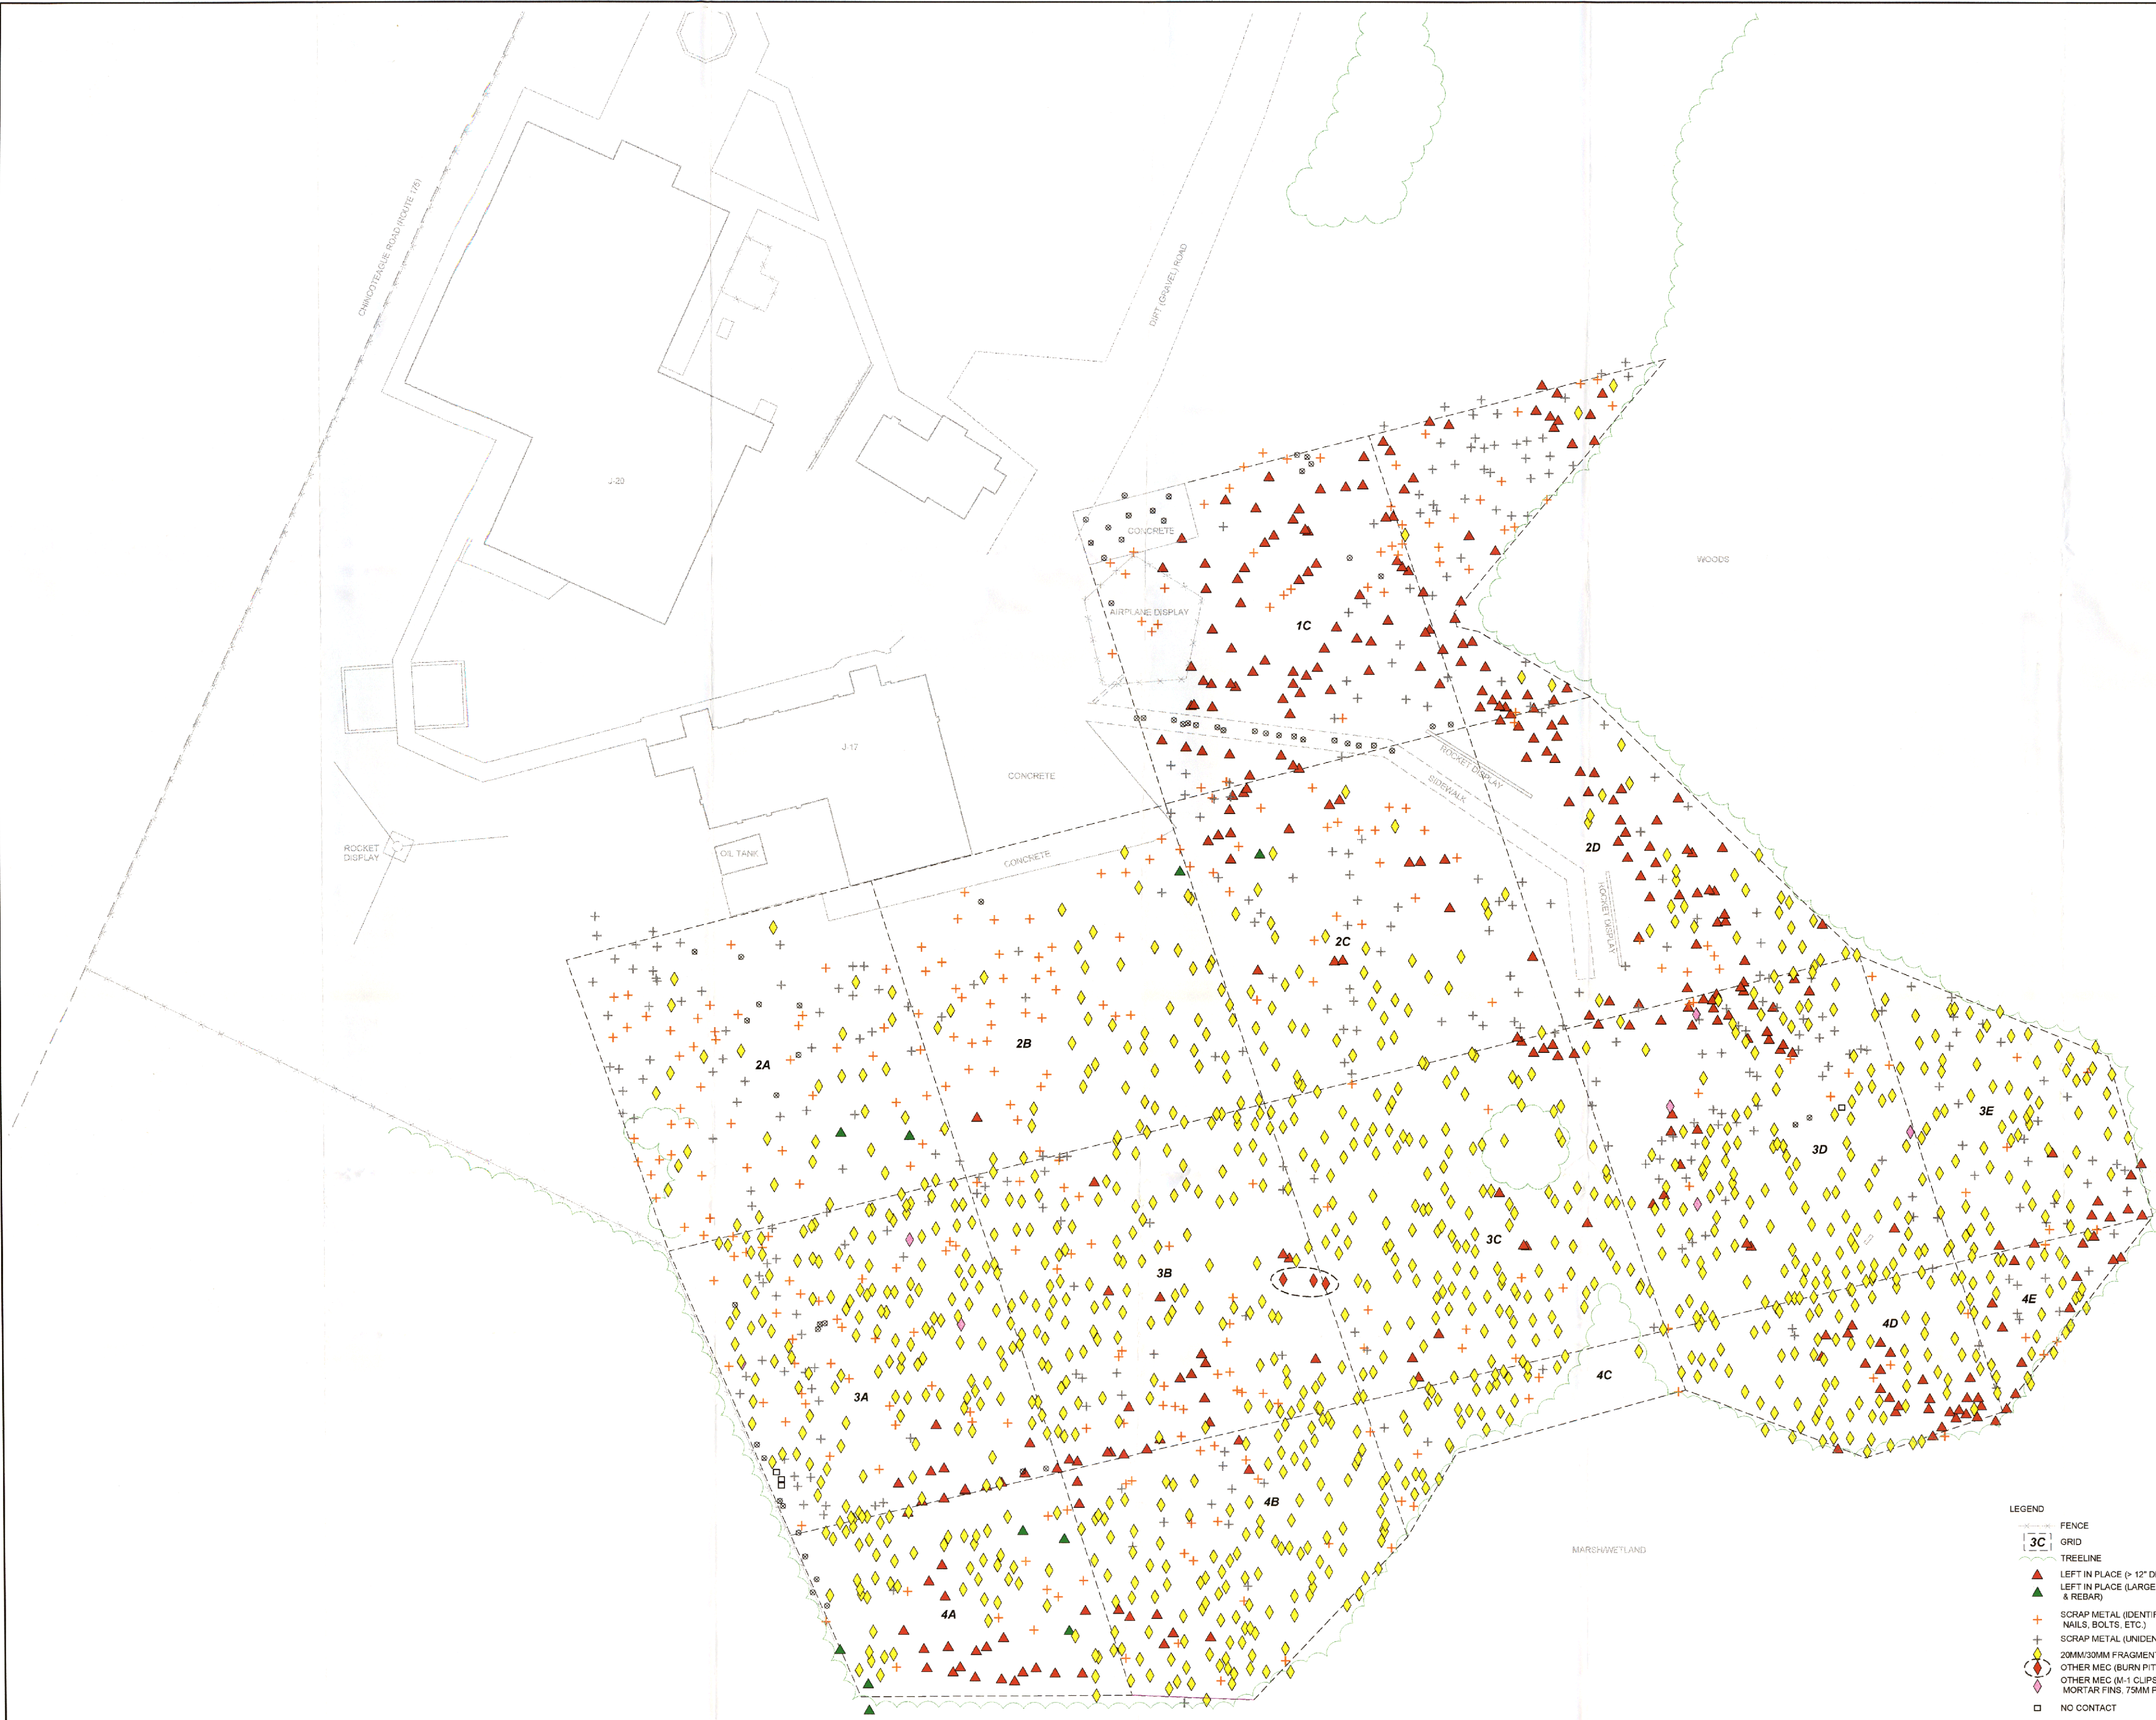 CHINCOTEAGUE ROAD (ROUTE 175)
DIRT (GRAVEL) ROAD
J-20
WOODS
CONCRETE
AIRPLANE DISPLAY
1C
J-17
CONCRETE
ROCKET DISPLAY
SIDEWALK
ROCKET
DISPLAY
OIL TANK
CONCRETE
2D
ROCKET DISPLAY
2C
2B
2A
3E
3D
3C
3B
4E
4D
4C
3A
4B
4A
MARSH/WETLAND
LEGEND
FENCE
3C GRID
TREELINE
LEFT IN PLACE (> 12"
LEFT IN PLACE (LARGE
& REBAR)
SCRAP METAL
NAILS, BOLTS, ETC.)
SCRAP METAL
20MM/30MM
OTHER MEC (BURN
OTHER MEC (M-1 CLIPS
MORTAR FINS, 75MM
NO CONTACT